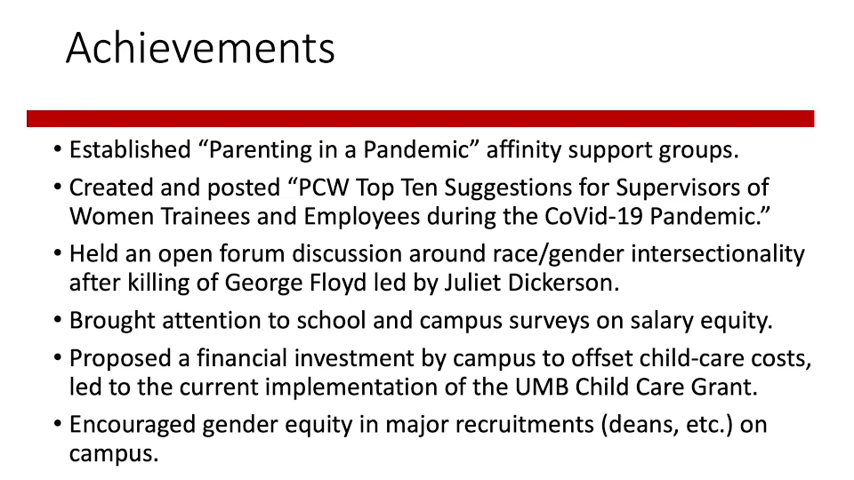 Achievements
• Established “Parenting in a Pandemic” affinity support groups.
• Created and posted “PCW Top Ten Suggestions for Supervisors of
Women Trainees and Employees during the CoVid-19 Pandemic.”
• Held an open forum discussion around race/gender intersectionality
after killing of George Floyd led by Juliet Dickerson.
• Brought attention to school and campus surveys on salary equity.
• Proposed a financial investment by campus to offset child-care costs,
led to the current implementation of the UMB Child Care Grant.
• Encouraged gender equity in major recruitments (deans, etc.) on
campus.